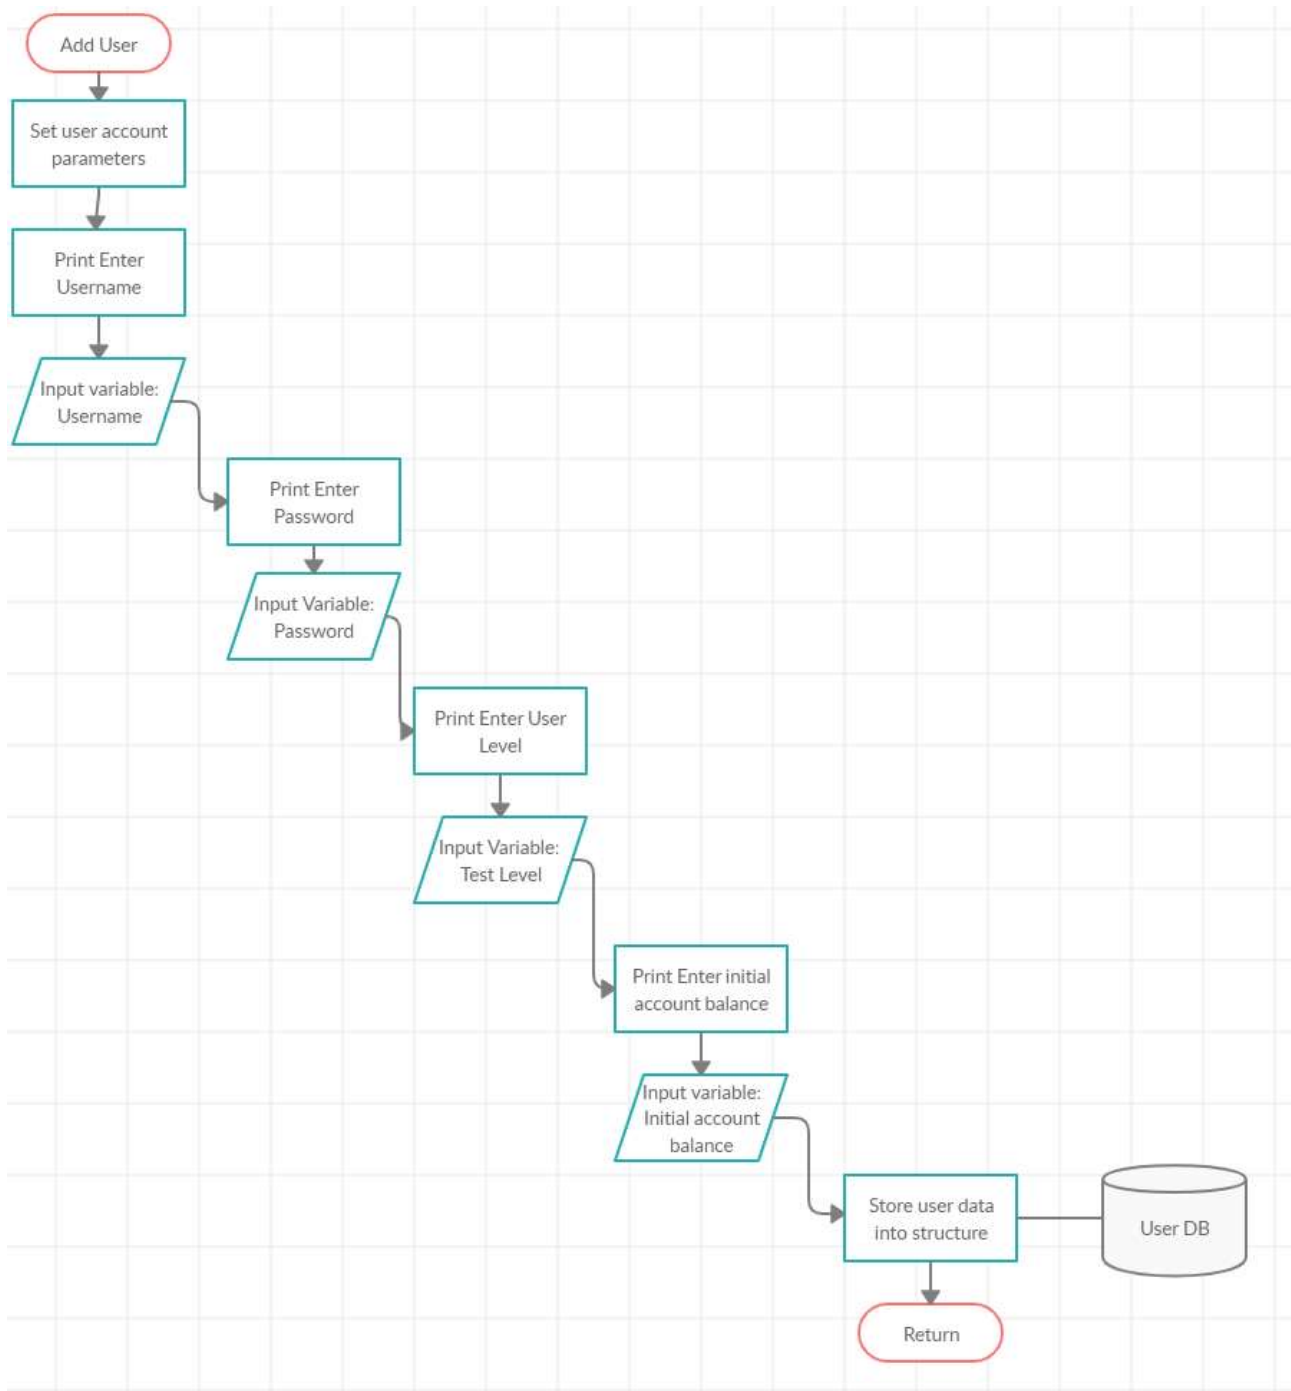 Add User
Set user account
parameters
Print Enter
Username
Input variable:
Username
Print Enter
Password
Input Variable:
Password
Print Enter User
Level
Input Variable:
Test Level
Print Enter initial
account balance
Input variable:
Initial account
balance
Store user data
into structure
User DB
Return